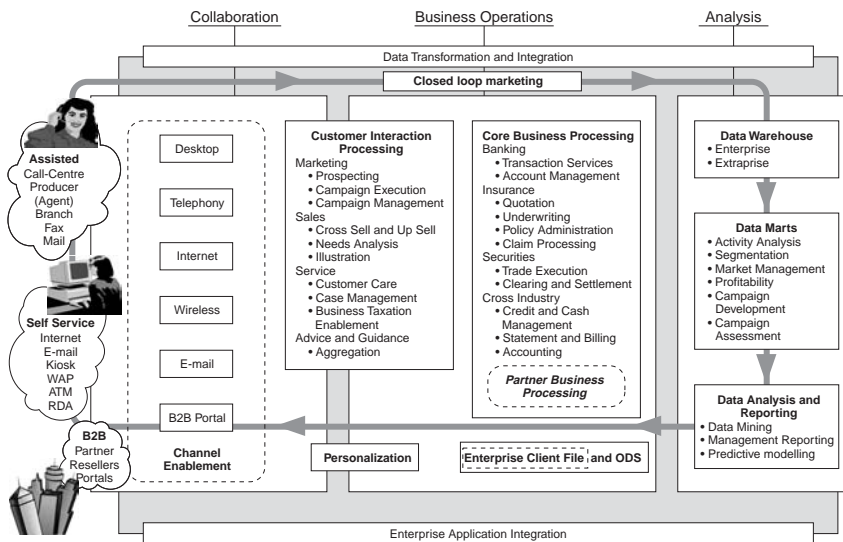 Collaboration
Business Operations
Analysis
Data Transformation and Integration
Closed loop marketing
Assisted
Call-Centre
Producer
(Agent)
Branch
Fax
Mail
Self Service
Internet
E-mail
Kiosk
WAP
ATM
RDA
B2B
Partner
Resellers
Portals
Desktop
Telephony
Internet
Wireless
E-mail
B2B Portal
Channel
Enablement
Customer Interaction
Processing
Marketing
• Prospecting
• Campaign Execution
• Campaign Management
Sales
• Cross Sell and Up Sell
• Needs Analysis
• Illustration
Service
• Customer Care
• Case Management
• Business Taxation
Enablement
Advice and Guidance
• Aggregation
Personalization
Core Business Processing
Banking
• Transaction Services
• Account Management
Insurance
• Quotation
• Underwriting
• Policy Administration
• Claim Processing
Securities
• Trade Execution
• Clearing and Settlement
Cross Industry
• Credit and Cash
Management
• Statement and Billing
• Accounting
Partner Business
Processing
Enterprise Client File and ODS
Data Warehouse
• Enterprise
• Extraprise
Data Marts
• Activity Analysis
• Segmentation
• Market Management
• Profitability
• Campaign
Development
• Campaign
Assessment
Data Analysis and
Reporting
• Data Mining
• Management Reporting
• Predictive modelling
Enterprise Application Integration